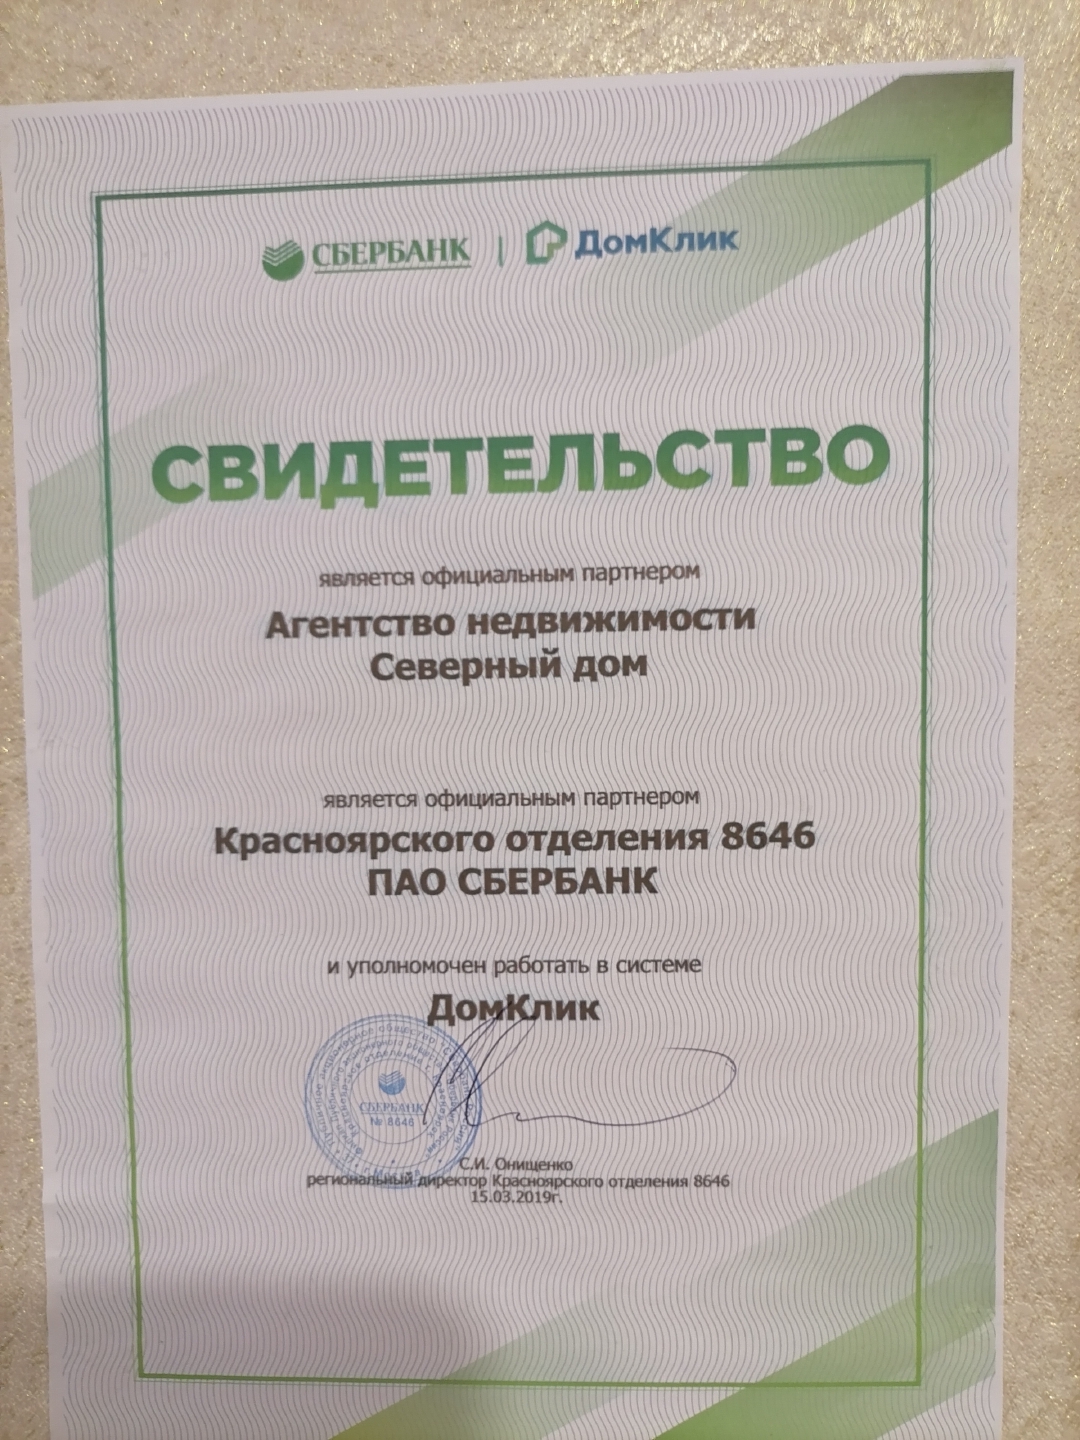 СБЕРБАНК | ДомКлик
СВИДЕТЕЛЬСТВО
является официальным партнером
Агентство недвижимости
Северный дом
является официальным партнером
Красноярского отделения 8646
ПАО СБЕРБАНК
и уполномочен работать в системе
ДомКлик
СБЕРБАНК
№ 8646
С.И. Онищенко
региональный директор Красноярского отделения 8646
15.03.2019г.